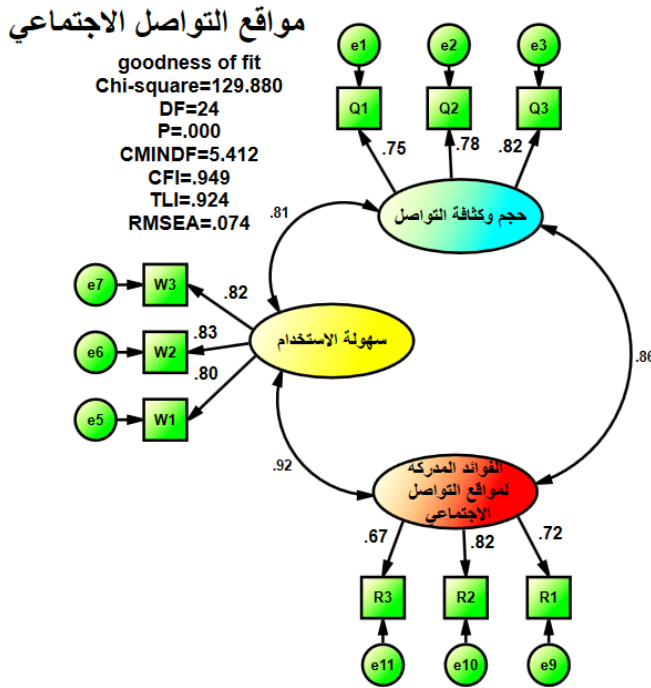 مواقع التواصل الاجتماعي
goodness of fit
Chi-square=129.880
DF=24
P=.000
CMINDF=5.412
CFI=.949
TLI=.924
RMSEA=.074
e1
e2
e3
Q1
Q2
Q3
.75
.78
.82
حجم وكثافة التواصل
.81
e7
W3
.82
e6
W2
.83
سهولة الاستخدام
.80
e5
W1
.86
.92
الفوائد المدركة
لمواقع التواصل
الاجتماعي
.67
.82
.72
R3
R2
R1
e11
e10
e9